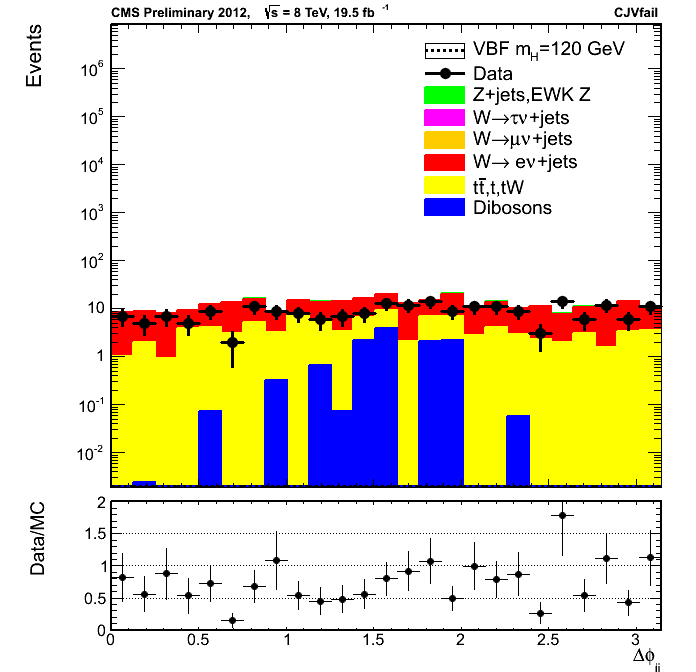 CMS Preliminary 2012, √s = 8 TeV, 19.5 fb⁻¹ CJVfail
Events
VBF m_H=120 GeV
Data
Z+jets,EWK Z
W→τν+jets
W→μν+jets
W→ eν+jets
tt̄,t,tW
Dibosons
10⁶
10⁵
10⁴
10³
10²
10
1
10⁻¹
10⁻²
Data/MC
2
1.5
1
0.5
0
0 0.5 1 1.5 2 2.5 3
Δϕ_jj